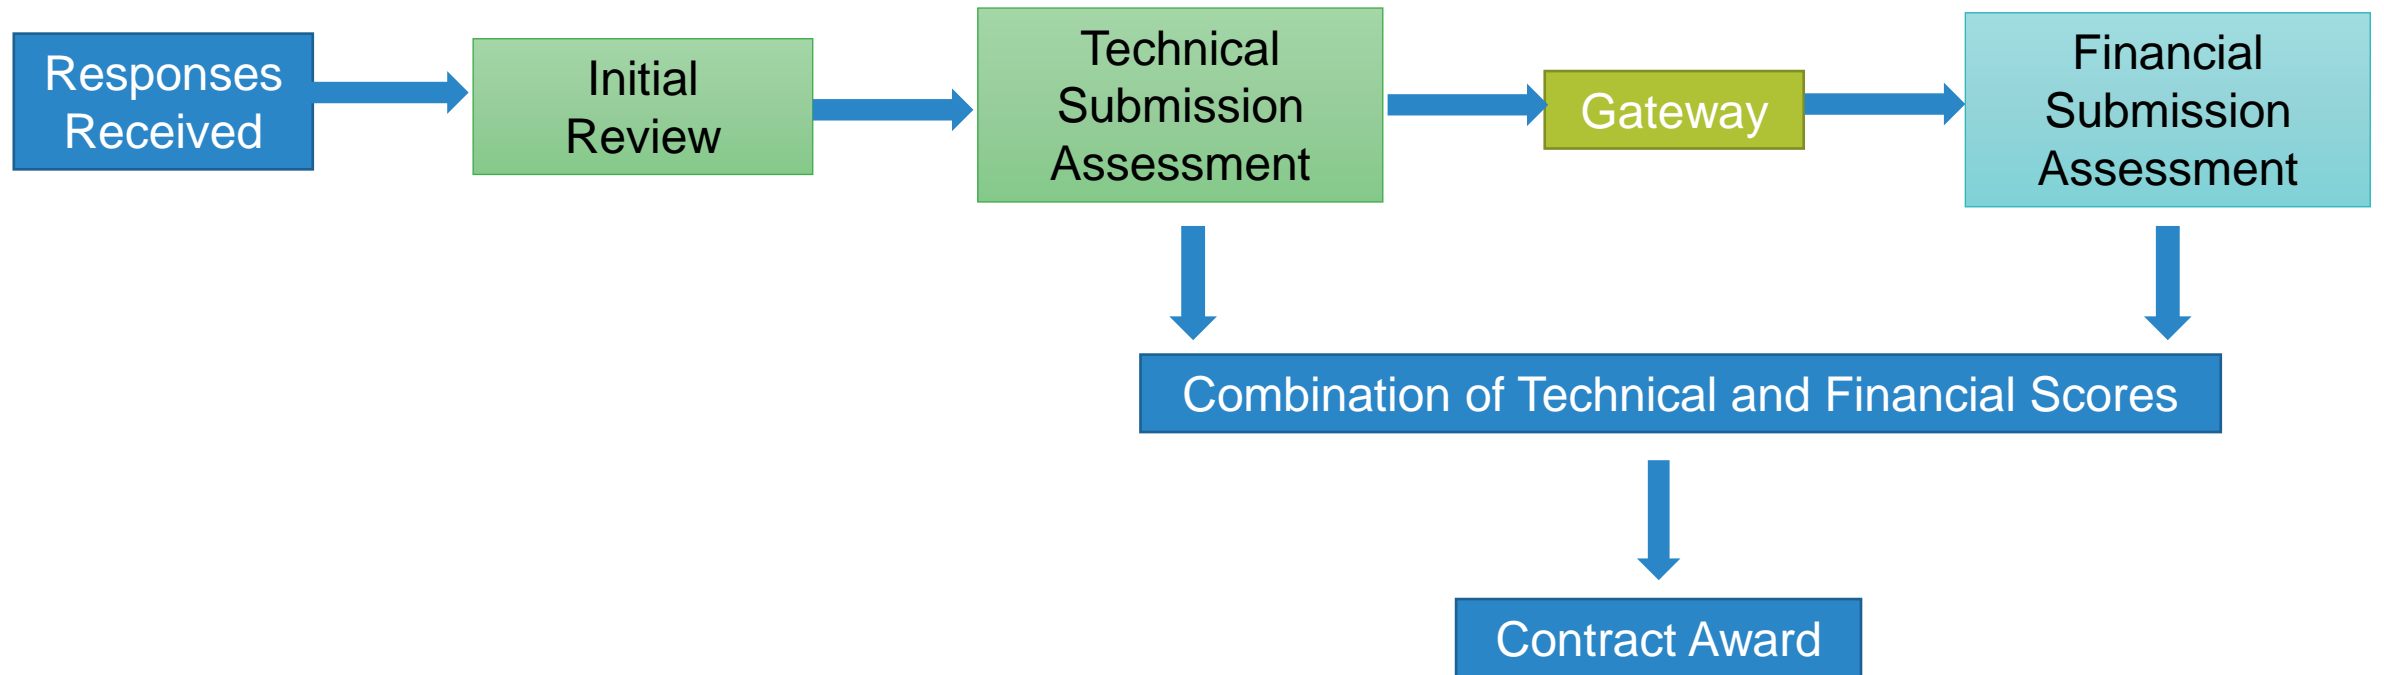 Responses
Received
Initial
Review
Technical
Submission
Assessment
Gateway
Financial
Submission
Assessment
Combination of Technical and Financial Scores
Contract Award